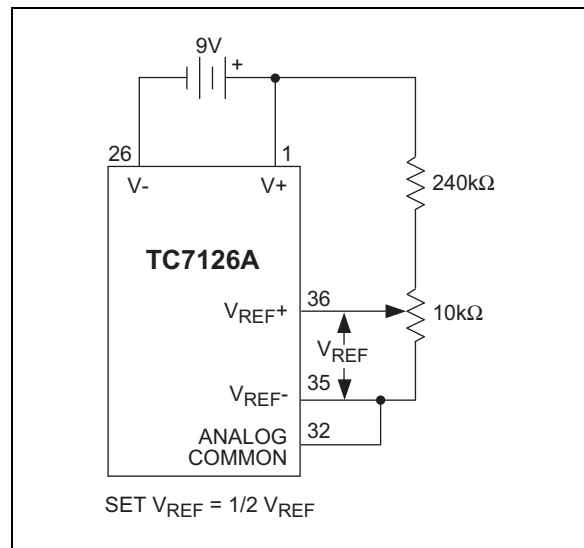 9V
+
26
1
V-
V+
240kΩ
TC7126A
36
VREF+
10kΩ
VREF
35
VREF-
32
ANALOG
COMMON
SET VREF = 1/2 VREF